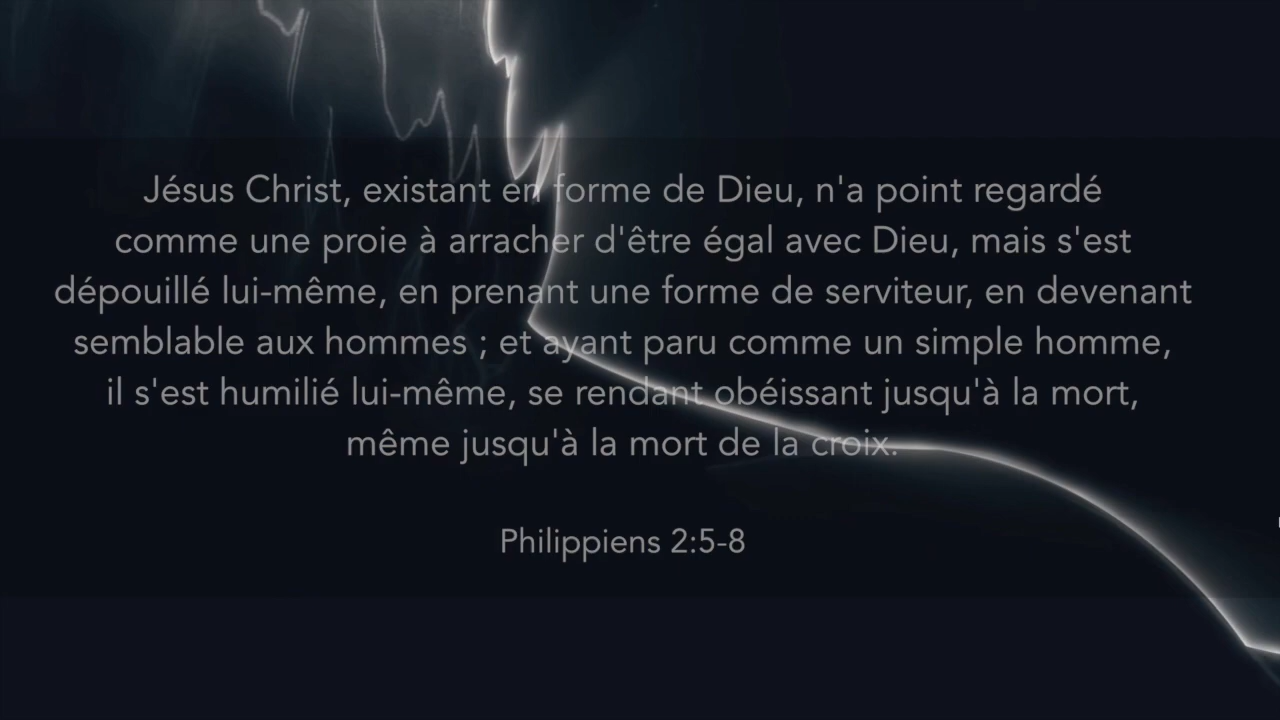 Jésus Christ, existant en forme de Dieu, n'a point regardé
comme une proie à arracher d'être égal avec Dieu, mais s'est
dépouillé lui-même, en prenant une forme de serviteur, en devenant
semblable aux hommes ; et ayant paru comme un simple homme,
il s'est humilié lui-même, se rendant obéissant jusqu'à la mort,
même jusqu'à la mort de la croix.
Philippiens 2:5-8